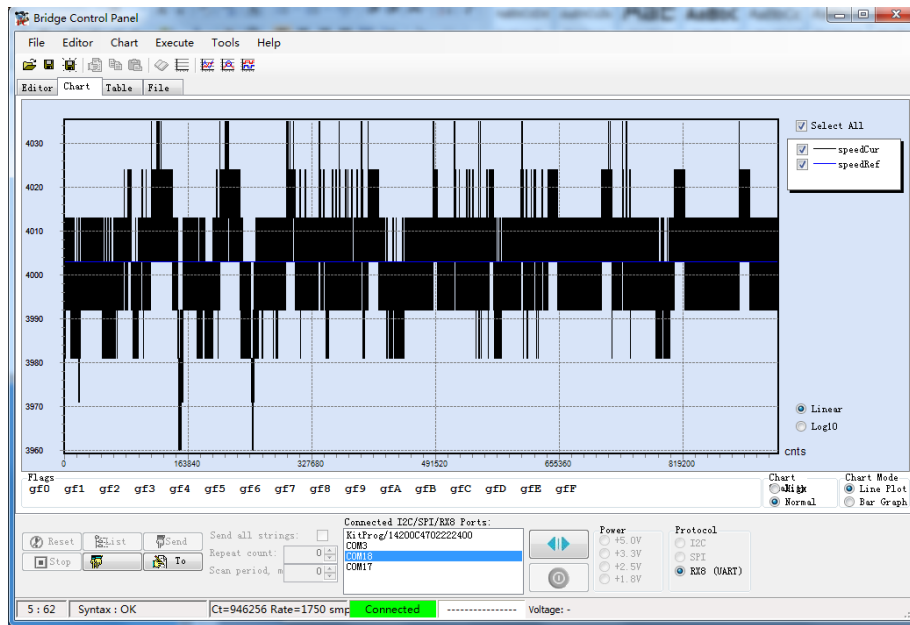 Bridge Control Panel
File Editor Chart Execute Tools Help
Editor Chart Table File
4030
4020
4010
4000
3990
3980
3970
3960
0 163840 327680 491520 655360 819200
cnts
Select All
speedCur
speedRef
Linear
Log10
Flags
gf0 gf1 gf2 gf3 gf4 gf5 gf6 gf7 gf8 gf9 gfA gfB gfC gfD gfE gfF
Chart
Normal
Chart Mode
Line Plot
Bar Graph
Reset List Send
Stop To
Send all strings:
Repeat count: 0
Scan period, m 0
Connected I2C/SPI/RX8 Ports:
KitProg/14200C4702222400
COM3
COM18
COM17
Power
+5.0V
+3.3V
+2.5V
+1.8V
Protocol
I2C
SPI
RX8 (UART)
5 : 62 Syntax : OK Ct=946256 Rate=1750 smp Connected ---------------- Voltage: -